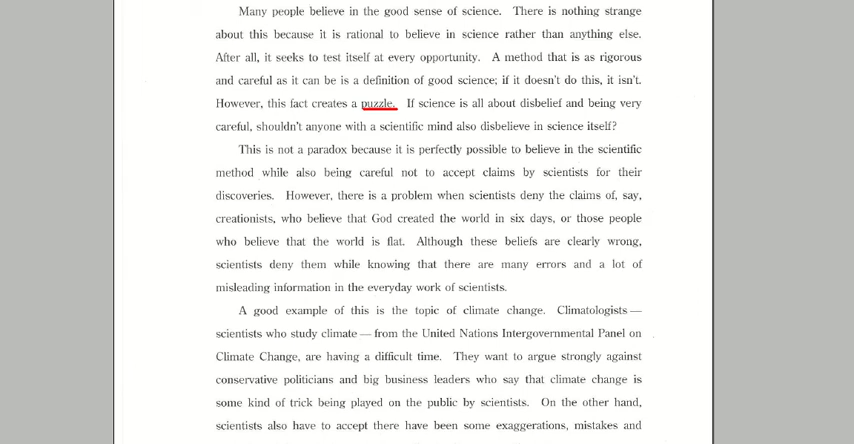 Many people believe in the good sense of science. There is nothing strange
about this because it is rational to believe in science rather than anything else.
After all, it seeks to test itself at every opportunity. A method that is as rigorous
and careful as it can be is a definition of good science; if it doesn't do this, it isn't.
However, this fact creates a puzzle. If science is all about disbelief and being very
careful, shouldn't anyone with a scientific mind also disbelieve in science itself?
This is not a paradox because it is perfectly possible to believe in the scientific
method while also being careful not to accept claims by scientists for their
discoveries. However, there is a problem when scientists deny the claims of, say,
creationists, who believe that God created the world in six days, or those people
who believe that the world is flat. Although these beliefs are clearly wrong,
scientists deny them while knowing that there are many errors and a lot of
misleading information in the everyday work of scientists.
A good example of this is the topic of climate change. Climatologists —
scientists who study climate — from the United Nations Intergovernmental Panel on
Climate Change, are having a difficult time. They want to argue strongly against
conservative politicians and big business leaders who say that climate change is
some kind of trick being played on the public by scientists. On the other hand,
scientists also have to accept there have been some exaggerations, mistakes and